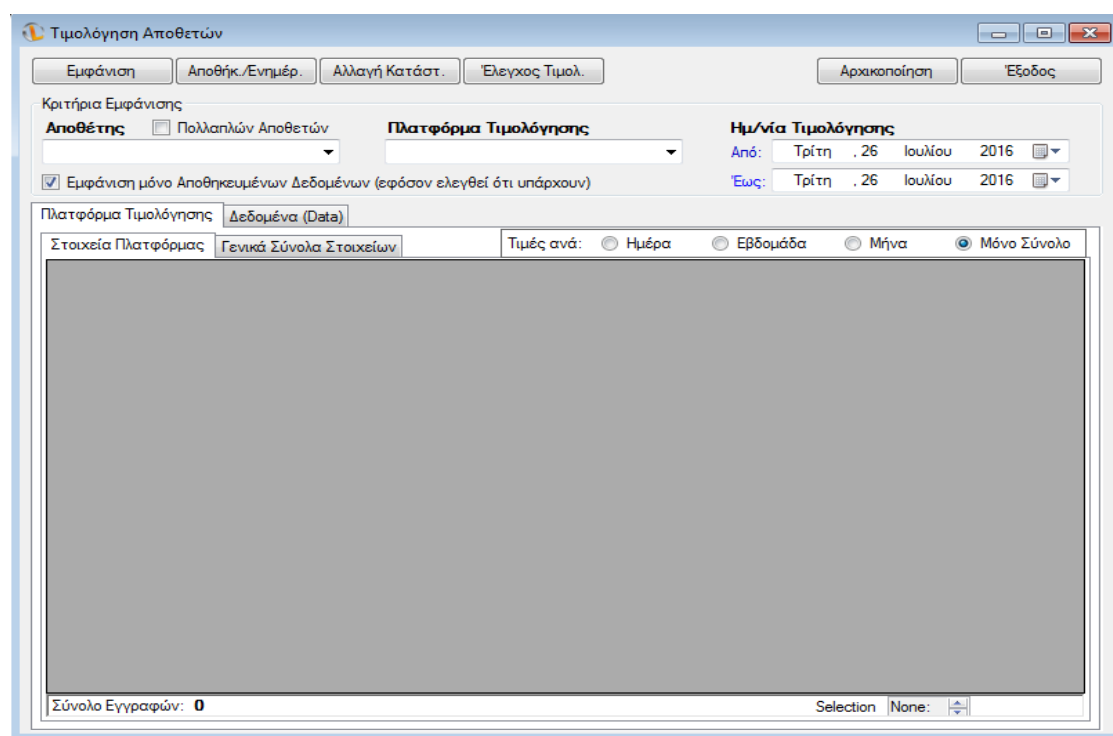 Τιμολόγηση Αποθετών
Εμφάνιση Αποθήκ./Ενημέρ. Αλλαγή Κατάστ. Έλεγχος Τιμολ. Αρχικοποίηση Έξοδος
Κριτήρια Εμφάνισης
Αποθέτης Πολλαπλών Αποθετών Πλατφόρμα Τιμολόγησης Ημ/νία Τιμολόγησης
Από: Τρίτη , 26 Ιουλίου 2016
Εμφάνιση μόνο Αποθηκευμένων Δεδομένων (εφόσον ελεγθεί ότι υπάρχουν) Έως: Τρίτη , 26 Ιουλίου 2016
Πλατφόρμα Τιμολόγησης Δεδομένα (Data)
Στοιχεία Πλατφόρμας Γενικά Σύνολα Στοιχείων Τιμές ανά: Ημέρα Εβδομάδα Μήνα Μόνο Σύνολο
Σύνολο Εγγραφών: 0 Selection None: